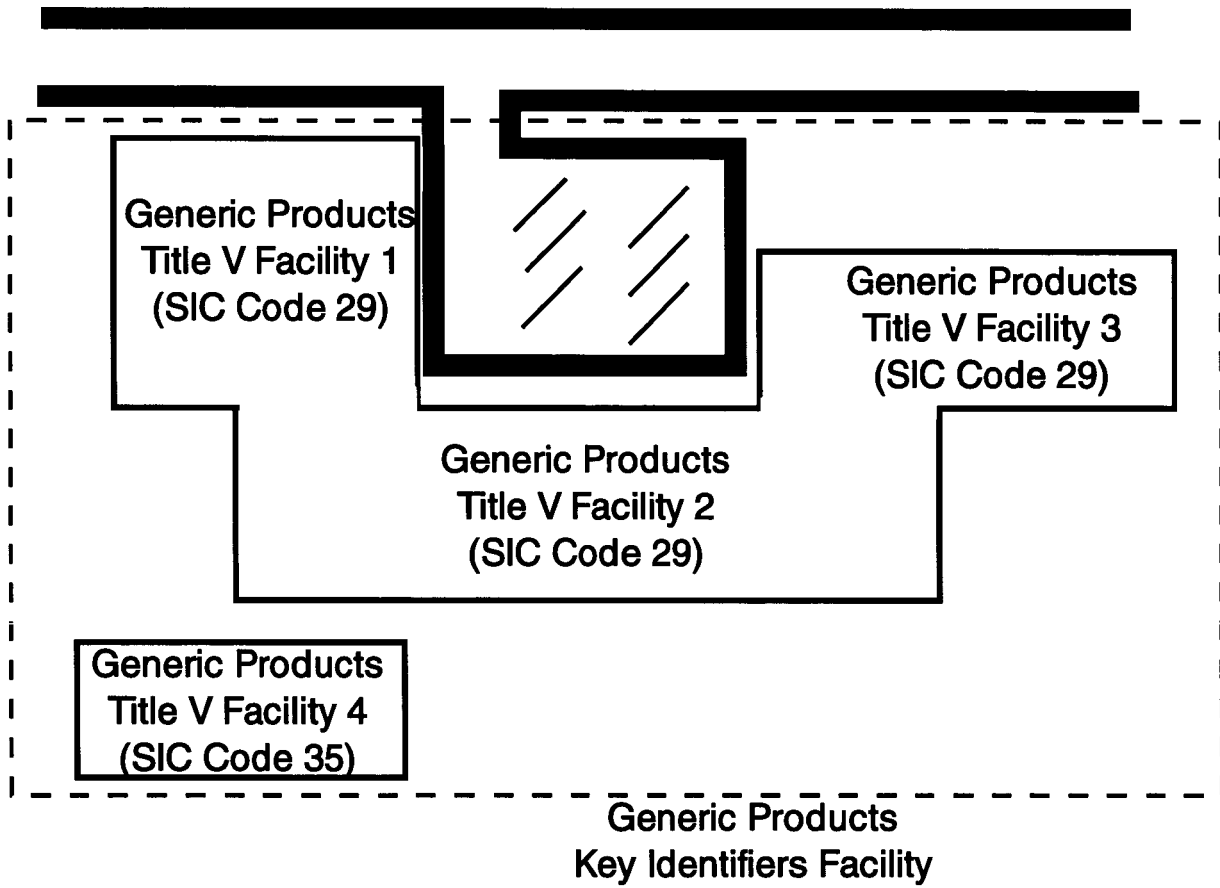 Generic Products
Title V Facility 1
(SIC Code 29)
Generic Products
Title V Facility 3
(SIC Code 29)
Generic Products
Title V Facility 2
(SIC Code 29)
Generic Products
Title V Facility 4
(SIC Code 35)
Generic Products
Key Identifiers Facility